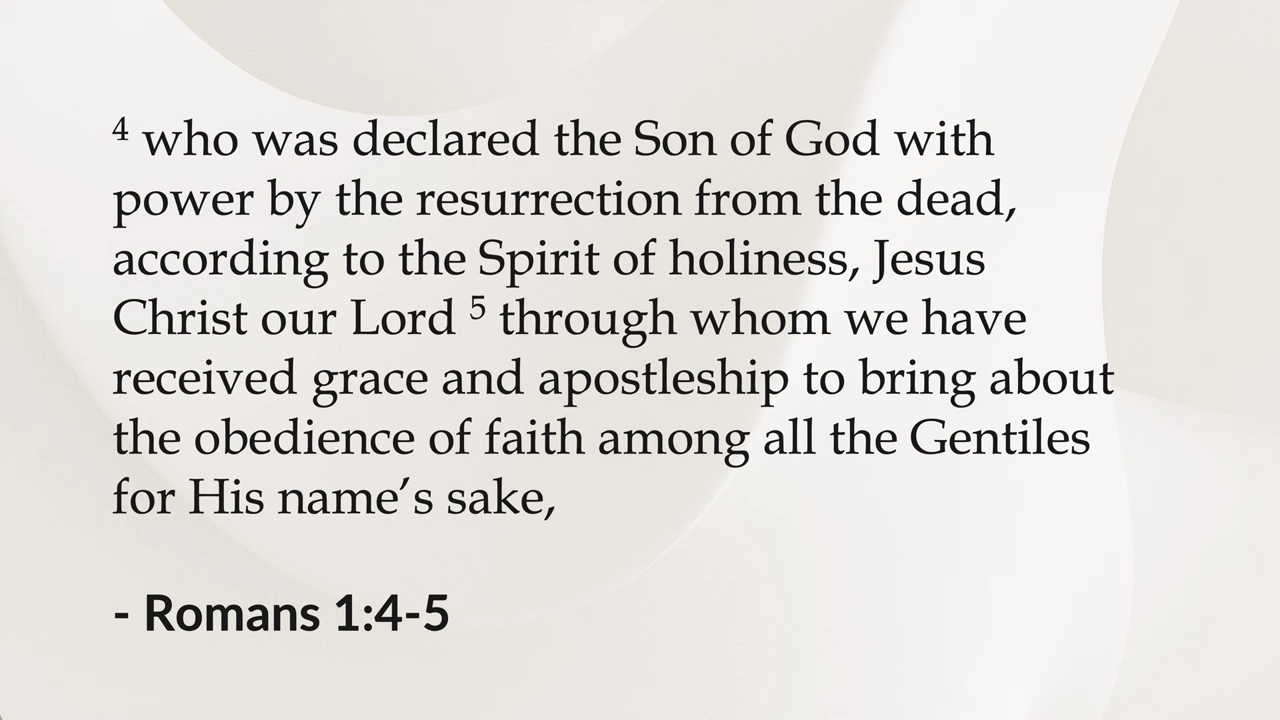 ⁴ who was declared the Son of God with
power by the resurrection from the dead,
according to the Spirit of holiness, Jesus
Christ our Lord ⁵ through whom we have
received grace and apostleship to bring about
the obedience of faith among all the Gentiles
for His name’s sake,
- Romans 1:4-5